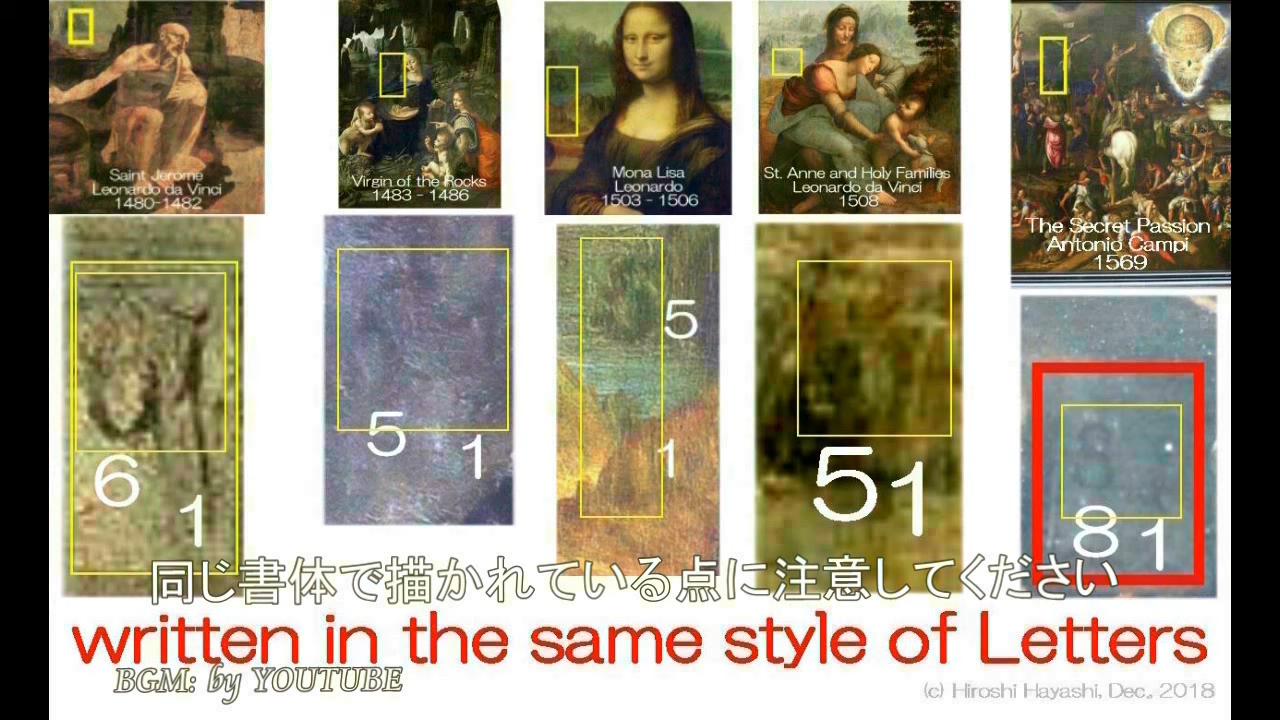 Saint Jerome
Leonardo da Vinci
1480-1482
Virgin of the Rocks
1483 - 1486
Mona Lisa
Leonardo
1503 - 1506
St. Anne and Holy Families
Leonardo da Vinci
1508
The Secret Passion
Antonio Campi
1569
6
1
5
1
5
1
51
8
1
同じ書体で描かれている点に注意してください
written in the same style of Letters
BGM: by YOUTUBE
(c) Hiroshi Hayashi, Dec. 2018